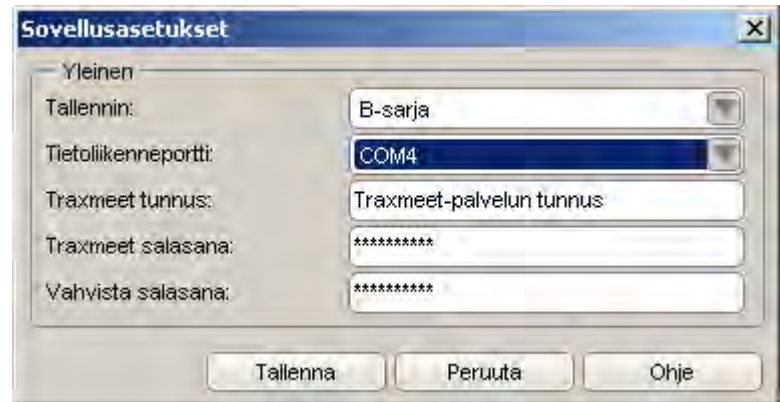 Sovellusasetukset
Yleinen
Tallennin: B-sarja
Tietoliikenneportti: COM4
Traxmeet tunnus: Traxmeet-palvelun tunnus
Traxmeet salasana: **********
Vahvista salasana: **********
Tallenna Peruuta Ohje